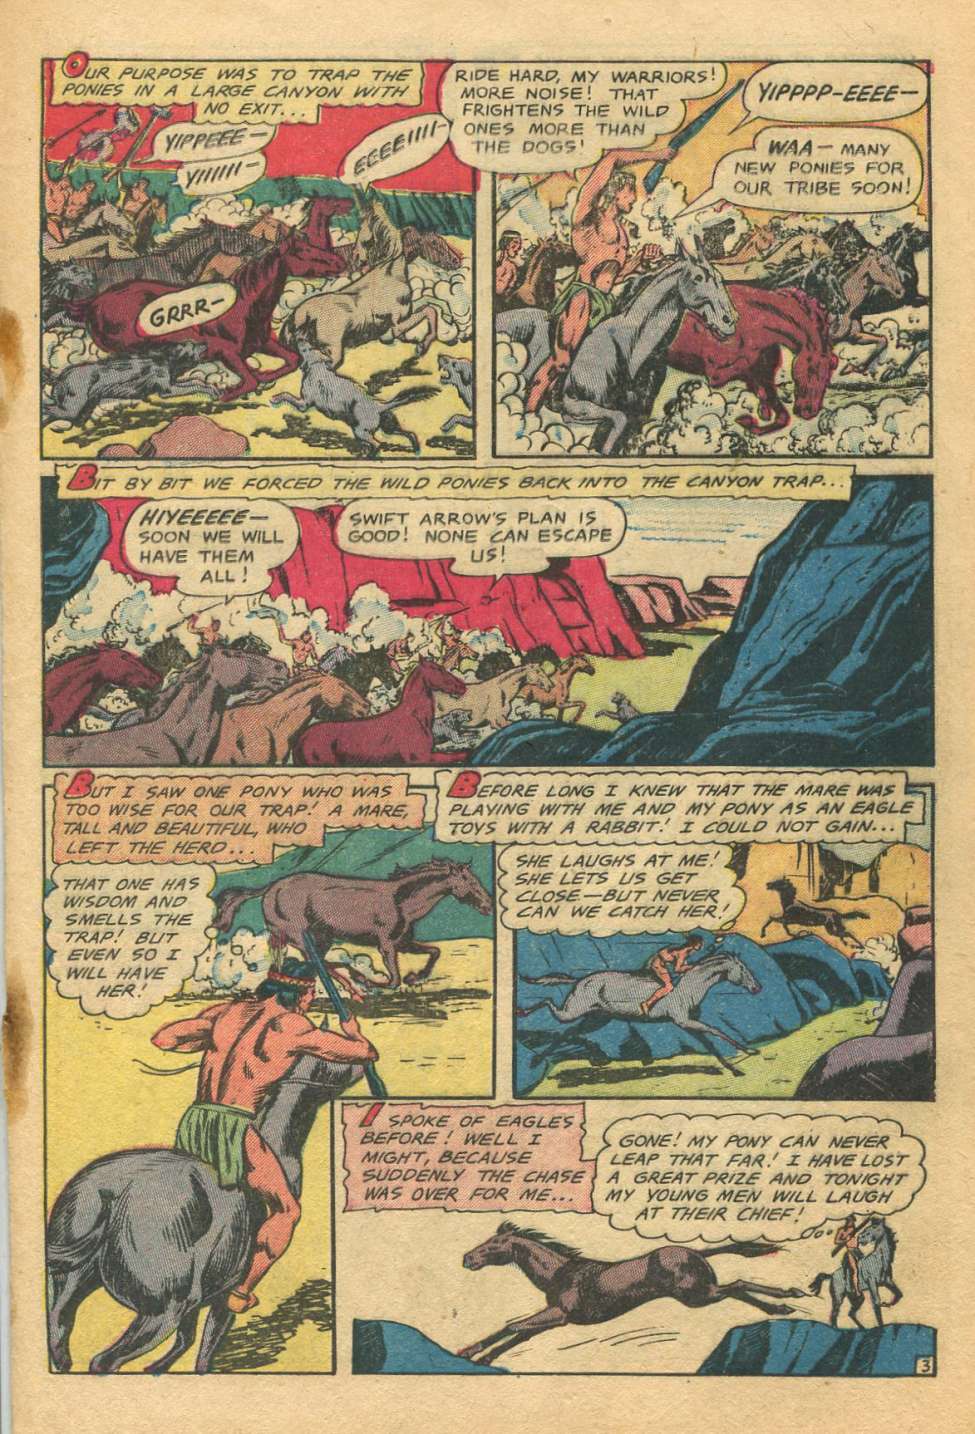 OUR PURPOSE WAS TO TRAP THE
PONIES IN A LARGE CANYON WITH
NO EXIT...
YIPPEEE-
YIIIIII-
EEEEIIII-
GRRR-
RIDE HARD, MY WARRIORS!
MORE NOISE! THAT
FRIGHTENS THE WILD
ONES MORE THAN
THE DOGS!
YIPPPP-EEEE-
WAA- MANY
NEW PONIES FOR
OUR TRIBE SOON!
BIT BY BIT WE FORCED THE WILD PONIES BACK INTO THE CANYON TRAP...
HIYEEEEE-
SOON WE WILL
HAVE THEM
ALL!
SWIFT ARROW'S PLAN IS
GOOD! NONE CAN ESCAPE
US!
BUT I SAW ONE PONY WHO WAS
TOO WISE FOR OUR TRAP! A MARE,
TALL AND BEAUTIFUL, WHO
LEFT THE HERD...
THAT ONE HAS
WISDOM AND
SMELLS THE
TRAP! BUT
EVEN SO I
WILL HAVE
HER!
BEFORE LONG I KNEW THAT THE MARE WAS
PLAYING WITH ME AND MY PONY AS AN EAGLE
TOYS WITH A RABBIT! I COULD NOT GAIN...
SHE LAUGHS AT ME!
SHE LETS US GET
CLOSE-BUT NEVER
CAN WE CATCH HER!
I SPOKE OF EAGLES
BEFORE! WELL I
MIGHT, BECAUSE
SUDDENLY THE CHASE
WAS OVER FOR ME...
GONE! MY PONY CAN NEVER
LEAP THAT FAR! I HAVE LOST
A GREAT PRIZE AND TONIGHT
MY YOUNG MEN WILL LAUGH
AT THEIR CHIEF!
3